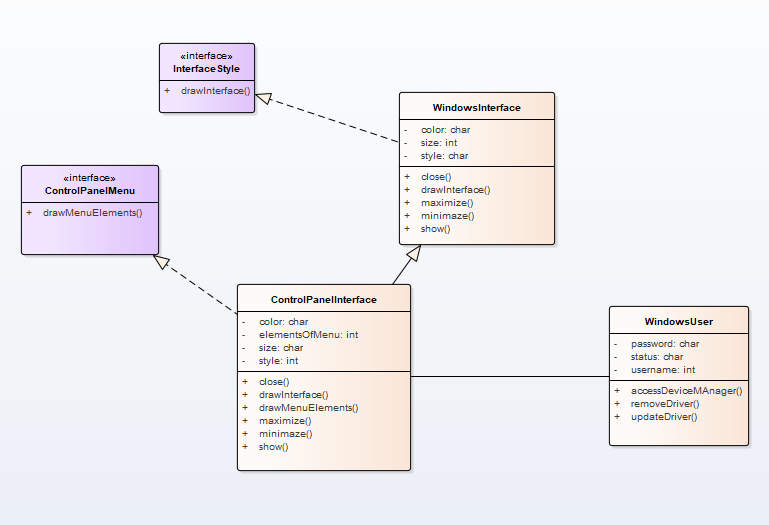 «interface»
InterfaceStyle
+ drawInterface()
WindowsInterface
- color: char
- size: int
- style: char
+ close()
+ drawInterface()
+ maximize()
+ minimaze()
+ show()
«interface»
ControlPanelMenu
+ drawMenuElements()
ControlPanelInterface
- color: char
- elementsOfMenu: int
- size: char
- style: int
+ close()
+ drawInterface()
+ drawMenuElements()
+ maximize()
+ minimaze()
+ show()
WindowsUser
- password: char
- status: char
- username: int
+ accessDeviceMAnager()
+ removeDriver()
+ updateDriver()